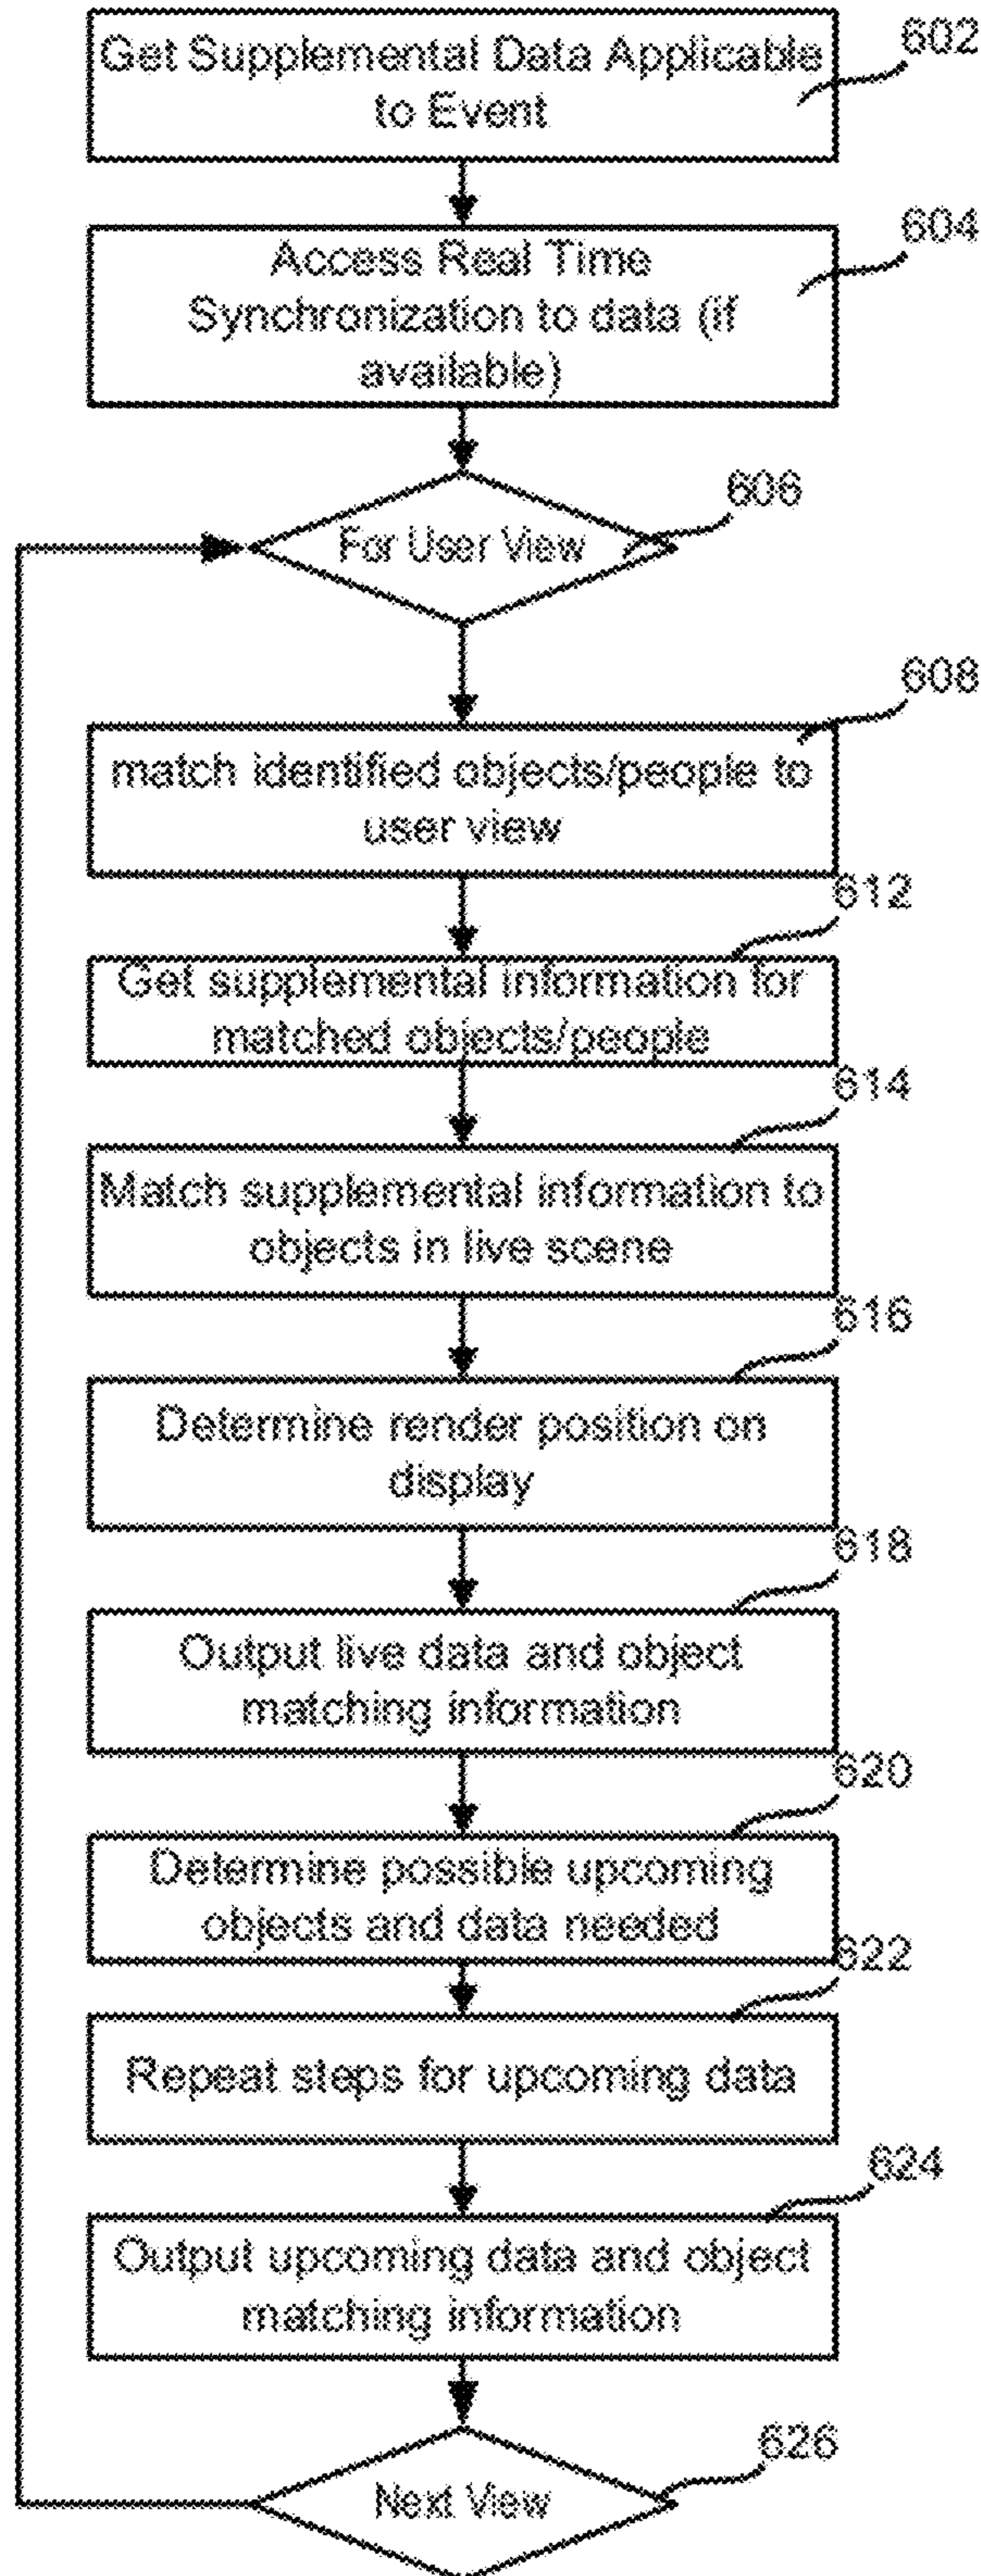 602
Get Supplemental Data Applicable
to Event
604
Access Real Time
Synchronization to data (if
available)
606
For User View
608
match identified objects/people to
user view
612
Get supplemental information for
matched objects/people
614
Match supplemental information to
objects in live scene
616
Determine render position on
display
618
Output live data and object
matching information
620
Determine possible upcoming
objects and data needed
622
Repeat steps for upcoming data
624
Output upcoming data and object
matching information
626
Next View